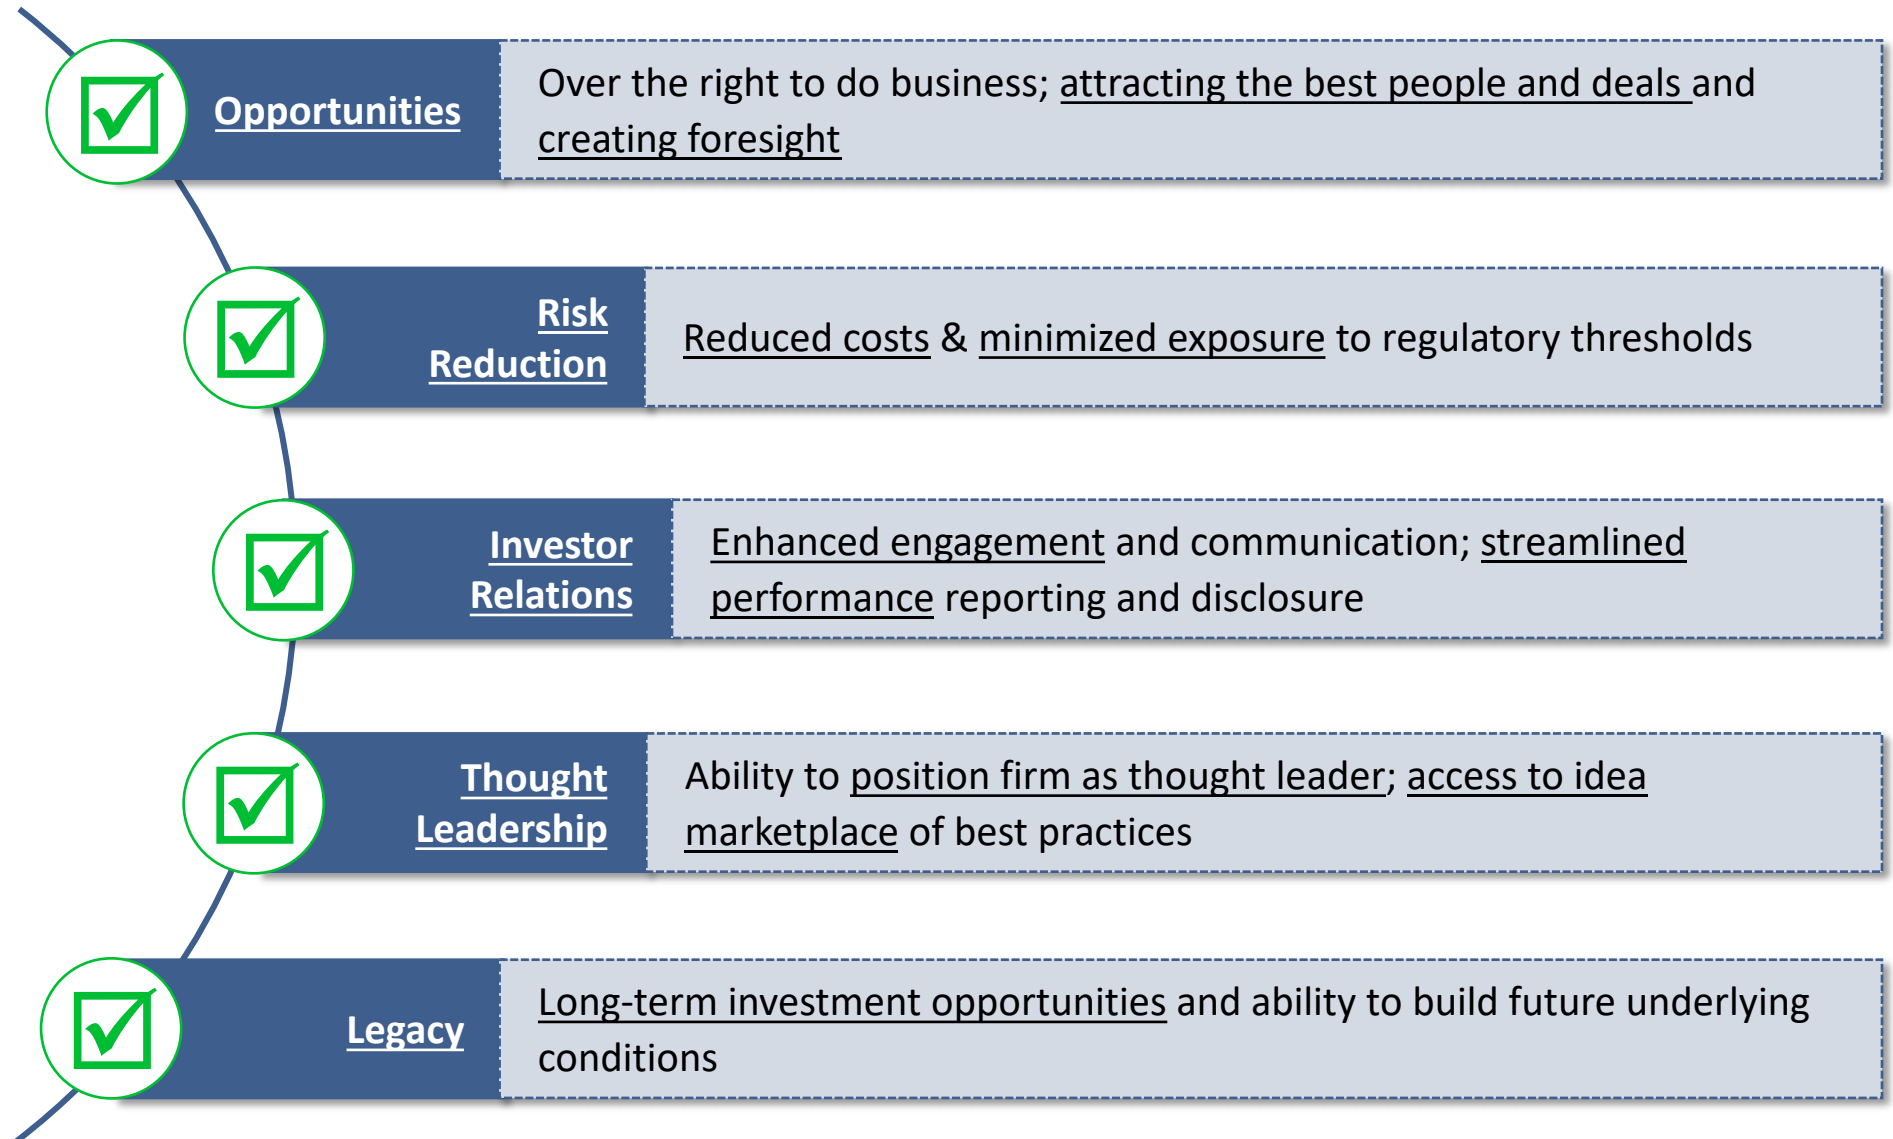 Opportunities
Over the right to do business; attracting the best people and deals and
creating foresight
Risk
Reduction
Reduced costs & minimized exposure to regulatory thresholds
Investor
Relations
Enhanced engagement and communication; streamlined
performance reporting and disclosure
Thought
Leadership
Ability to position firm as thought leader; access to idea
marketplace of best practices
Legacy
Long-term investment opportunities and ability to build future underlying
conditions